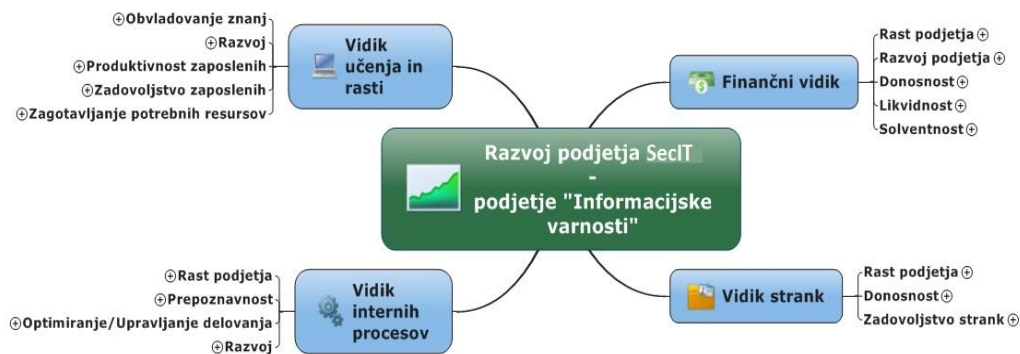 Obvladovanje znanj
Razvoj
Produktivnost zaposlenih
Zadovoljstvo zaposlenih
Zagotavljanje potrebnih resursov
Vidik
učenja in
rasti
Finančni vidik
Rast podjetja
Razvoj podjetja
Donosnost
Likvidnost
Solventnost
Razvoj podjetja SecIT
-
podjetje "Informacijske
varnosti"
Rast podjetja
Prepoznavnost
Optimiranje/Upravljanje delovanja
Razvoj
Vidik
internih
procesov
Vidik strank
Rast podjetja
Donosnost
Zadovoljstvo strank